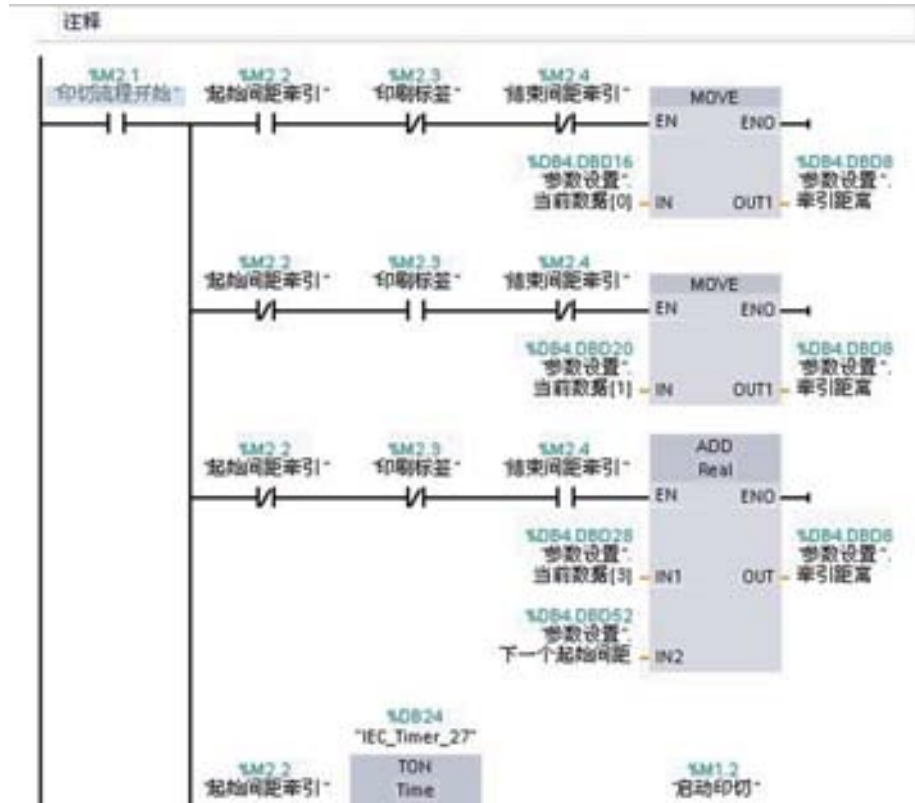 注释
%M2.1 %M2.2 %M2.3 %M2.4
"印切流程开始" "起始间距牵引" "印刷标签" "结束间距牵引"
MOVE
EN ENO
%DB4.DBD16 %DB4.DBD8
"参数设置". "参数设置".
当前数据[0] IN OUT1 牵引距离
%M2.2 %M2.3 %M2.4
"起始间距牵引" "印刷标签" "结束间距牵引"
MOVE
EN ENO
%DB4.DBD20 %DB4.DBD8
"参数设置". "参数设置".
当前数据[1] IN OUT1 牵引距离
%M2.2 %M2.3 %M2.4
"起始间距牵引" "印刷标签" "结束间距牵引"
ADD
Real
EN ENO
%DB4.DBD28 %DB4.DBD8
"参数设置". "参数设置".
当前数据[3] IN1 OUT 牵引距离
%DB4.DBD52
"参数设置".
下一个起始间距 IN2
%DB24
"IEC_Timer_27"
%M2.2 TON %M1.2
"起始间距牵引" Time "启动印切"